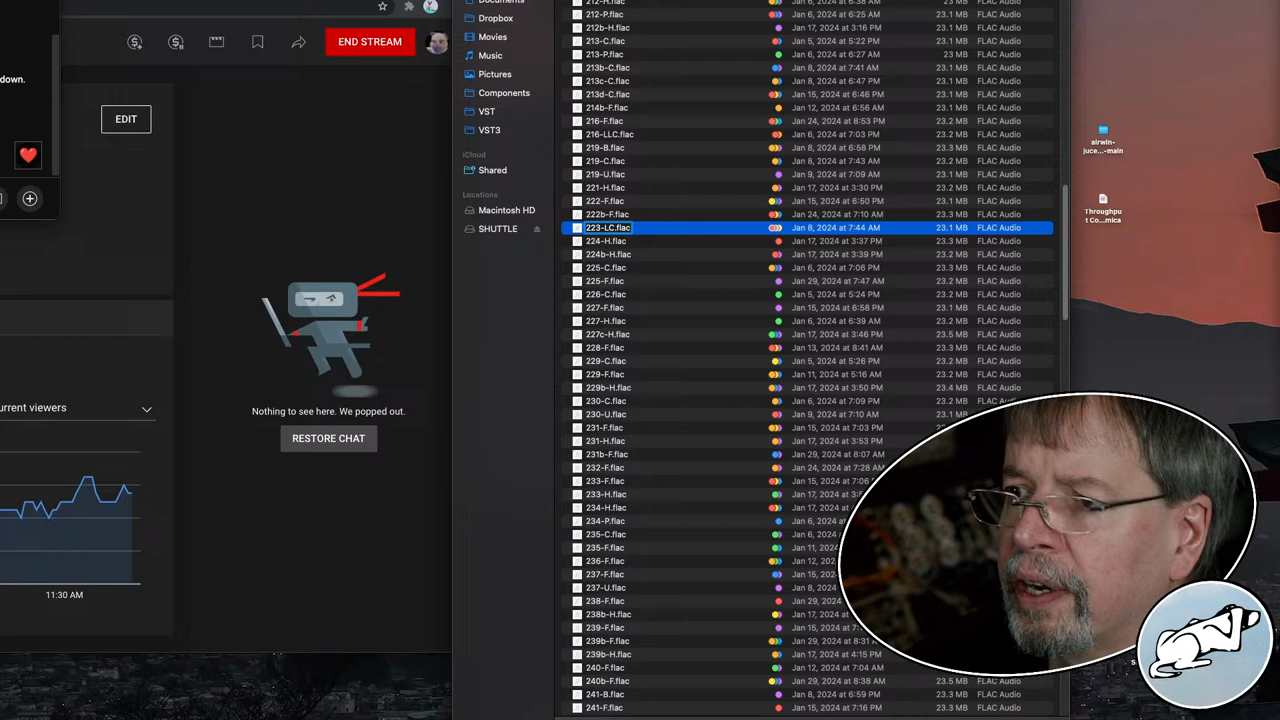 down.
END STREAM
EDIT
Nothing to see here. We popped out.
RESTORE CHAT
urrent viewers
11:30 AM
Documents
Dropbox
Movies
Music
Pictures
Components
VST
VST3
iCloud
Shared
Locations
Macintosh HD
SHUTTLE
212-P.flac Jan 6, 2024 at 6:25 AM 23 MB FLAC Audio
212b-H.flac Jan 17, 2024 at 3:16 PM 23.1 MB FLAC Audio
213-C.flac Jan 5, 2024 at 5:22 PM 23.1 MB FLAC Audio
213-P.flac Jan 6, 2024 at 6:27 AM 23 MB FLAC Audio
213b-C.flac Jan 8, 2024 at 7:41 AM 23.1 MB FLAC Audio
213c-C.flac Jan 8, 2024 at 6:47 PM 23.1 MB FLAC Audio
213d-C.flac Jan 15, 2024 at 6:46 PM 23.1 MB FLAC Audio
214b-F.flac Jan 12, 2024 at 6:56 AM 23.1 MB FLAC Audio
216-F.flac Jan 24, 2024 at 8:53 PM 23.3 MB FLAC Audio
216-LLC.flac Jan 6, 2024 at 7:03 PM 23.1 MB FLAC Audio
219-B.flac Jan 8, 2024 at 6:58 PM 23.3 MB FLAC Audio
219-C.flac Jan 8, 2024 at 7:43 AM 23.2 MB FLAC Audio
219-U.flac Jan 9, 2024 at 7:09 AM 23.1 MB FLAC Audio
221-H.flac Jan 17, 2024 at 3:30 PM 23.2 MB FLAC Audio
222-F.flac Jan 15, 2024 at 6:50 PM 23.2 MB FLAC Audio
222b-F.flac Jan 24, 2024 at 7:10 AM 23.3 MB FLAC Audio
223-LC.flac Jan 8, 2024 at 7:44 AM 23.1 MB FLAC Audio
224-H.flac Jan 17, 2024 at 3:37 PM 23.2 MB FLAC Audio
224b-H.flac Jan 17, 2024 at 3:39 PM 23.2 MB FLAC Audio
225-C.flac Jan 6, 2024 at 7:06 PM 23.2 MB FLAC Audio
225-F.flac Jan 29, 2024 at 7:47 AM 23.3 MB FLAC Audio
226-C.flac Jan 5, 2024 at 5:24 PM 23.2 MB FLAC Audio
227-F.flac Jan 15, 2024 at 6:58 PM 23.2 MB FLAC Audio
227-H.flac Jan 6, 2024 at 6:39 AM 23.2 MB FLAC Audio
227c-H.flac Jan 17, 2024 at 3:46 PM 23.5 MB FLAC Audio
228-F.flac Jan 13, 2024 at 8:41 AM 23.3 MB FLAC Audio
229-C.flac Jan 5, 2024 at 5:26 PM 23.2 MB FLAC Audio
229-F.flac Jan 11, 2024 at 5:16 AM 23.3 MB FLAC Audio
229b-H.flac Jan 17, 2024 at 3:50 PM 23.4 MB FLAC Audio
230-C.flac Jan 6, 2024 at 7:09 PM 23.2 MB FLAC Audio
230-U.flac Jan 9, 2024 at 7:10 AM 23.2 MB FLAC Audio
231-F.flac Jan 15, 2024 at 7:03 PM
231-H.flac Jan 17, 2024 at 3:53 PM
231b-F.flac Jan 29, 2024 at 8:07 AM
232-F.flac Jan 24, 2024 at 7:28 AM
233-F.flac Jan 15, 2024 at 7:06
233-H.flac Jan 17, 2024 at 3:5
234-H.flac Jan 17, 2024 at
234-P.flac Jan 6, 2024 at
235-C.flac Jan 6, 202
235-F.flac Jan 11, 202
236-F.flac Jan 12, 202
237-F.flac Jan 15, 202
237-U.flac Jan 8, 202
238-F.flac Jan 29, 202
238b-H.flac Jan 17, 202
239-F.flac Jan 15, 2024 at 7:1
239b-F.flac Jan 29, 2024 at 8:31 A
239b-H.flac Jan 17, 2024 at 4:15 PM
240-F.flac Jan 12, 2024 at 7:04 AM
240b-F.flac Jan 29, 2024 at 8:38 AM 23.5 MB FLAC Audio
241-B.flac Jan 8, 2024 at 6:59 PM 23.3 MB FLAC Audio
241-F.flac Jan 15, 2024 at 7:16 PM FLAC Audio
airwin-
juce...-main
Throughpu
t Co...mica